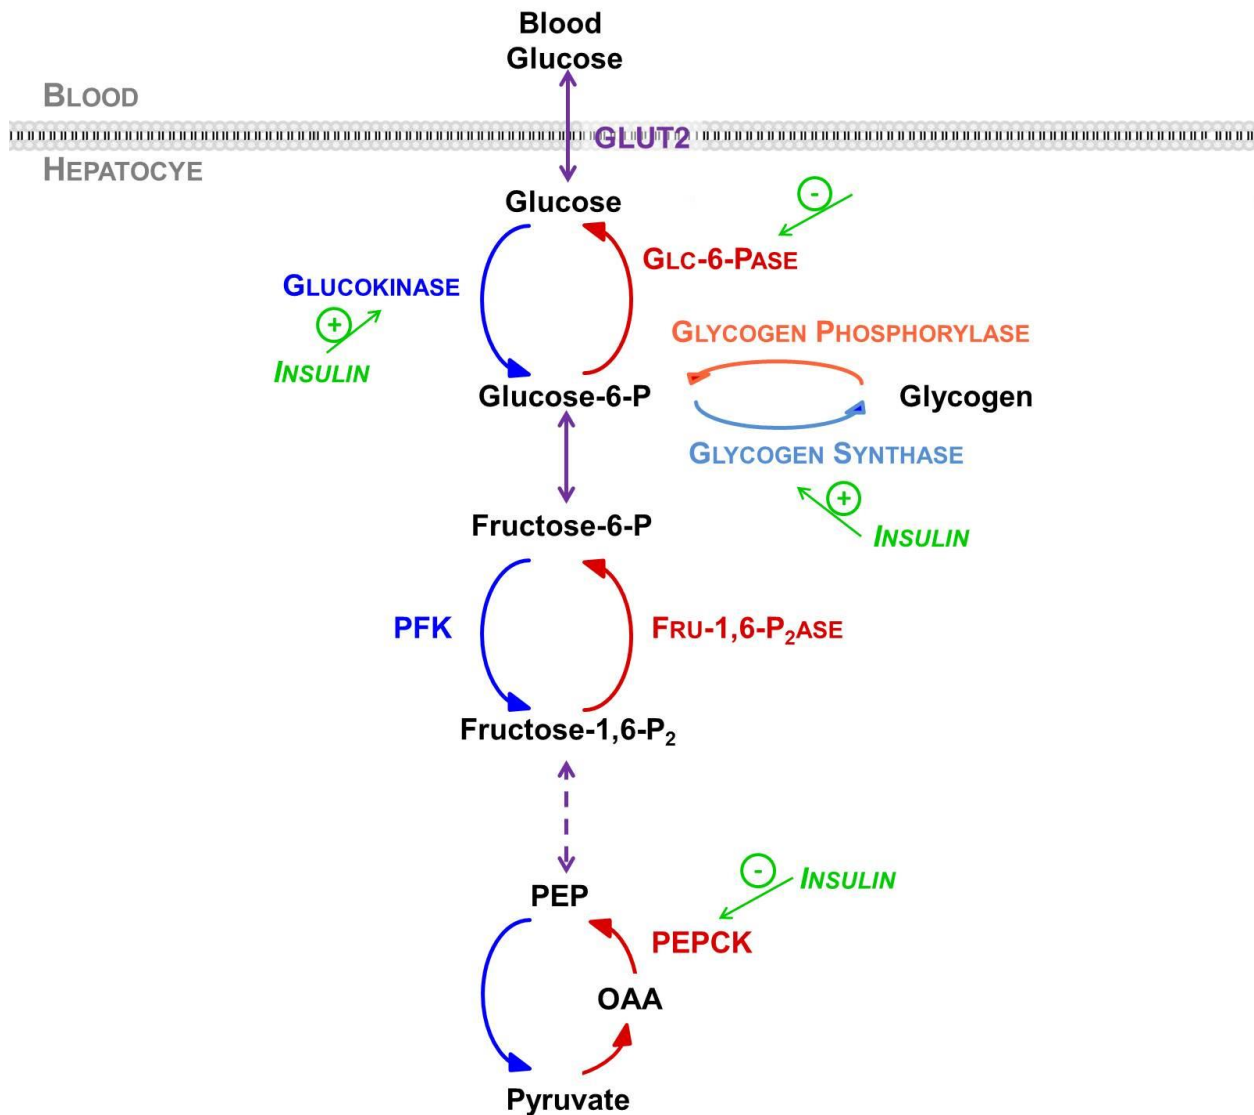 Blood
Glucose
BLOOD
GLUT2
HEPATOCYE
Glucose
-
GLC-6-PASE
GLUCOKINASE
+
INSULIN
GLYCOGEN PHOSPHORYLASE
Glucose-6-P
Glycogen
GLYCOGEN SYNTHASE
+
INSULIN
Fructose-6-P
PFK
FRU-1,6-P₂ASE
Fructose-1,6-P₂
-
INSULIN
PEP
PEPCK
OAA
Pyruvate